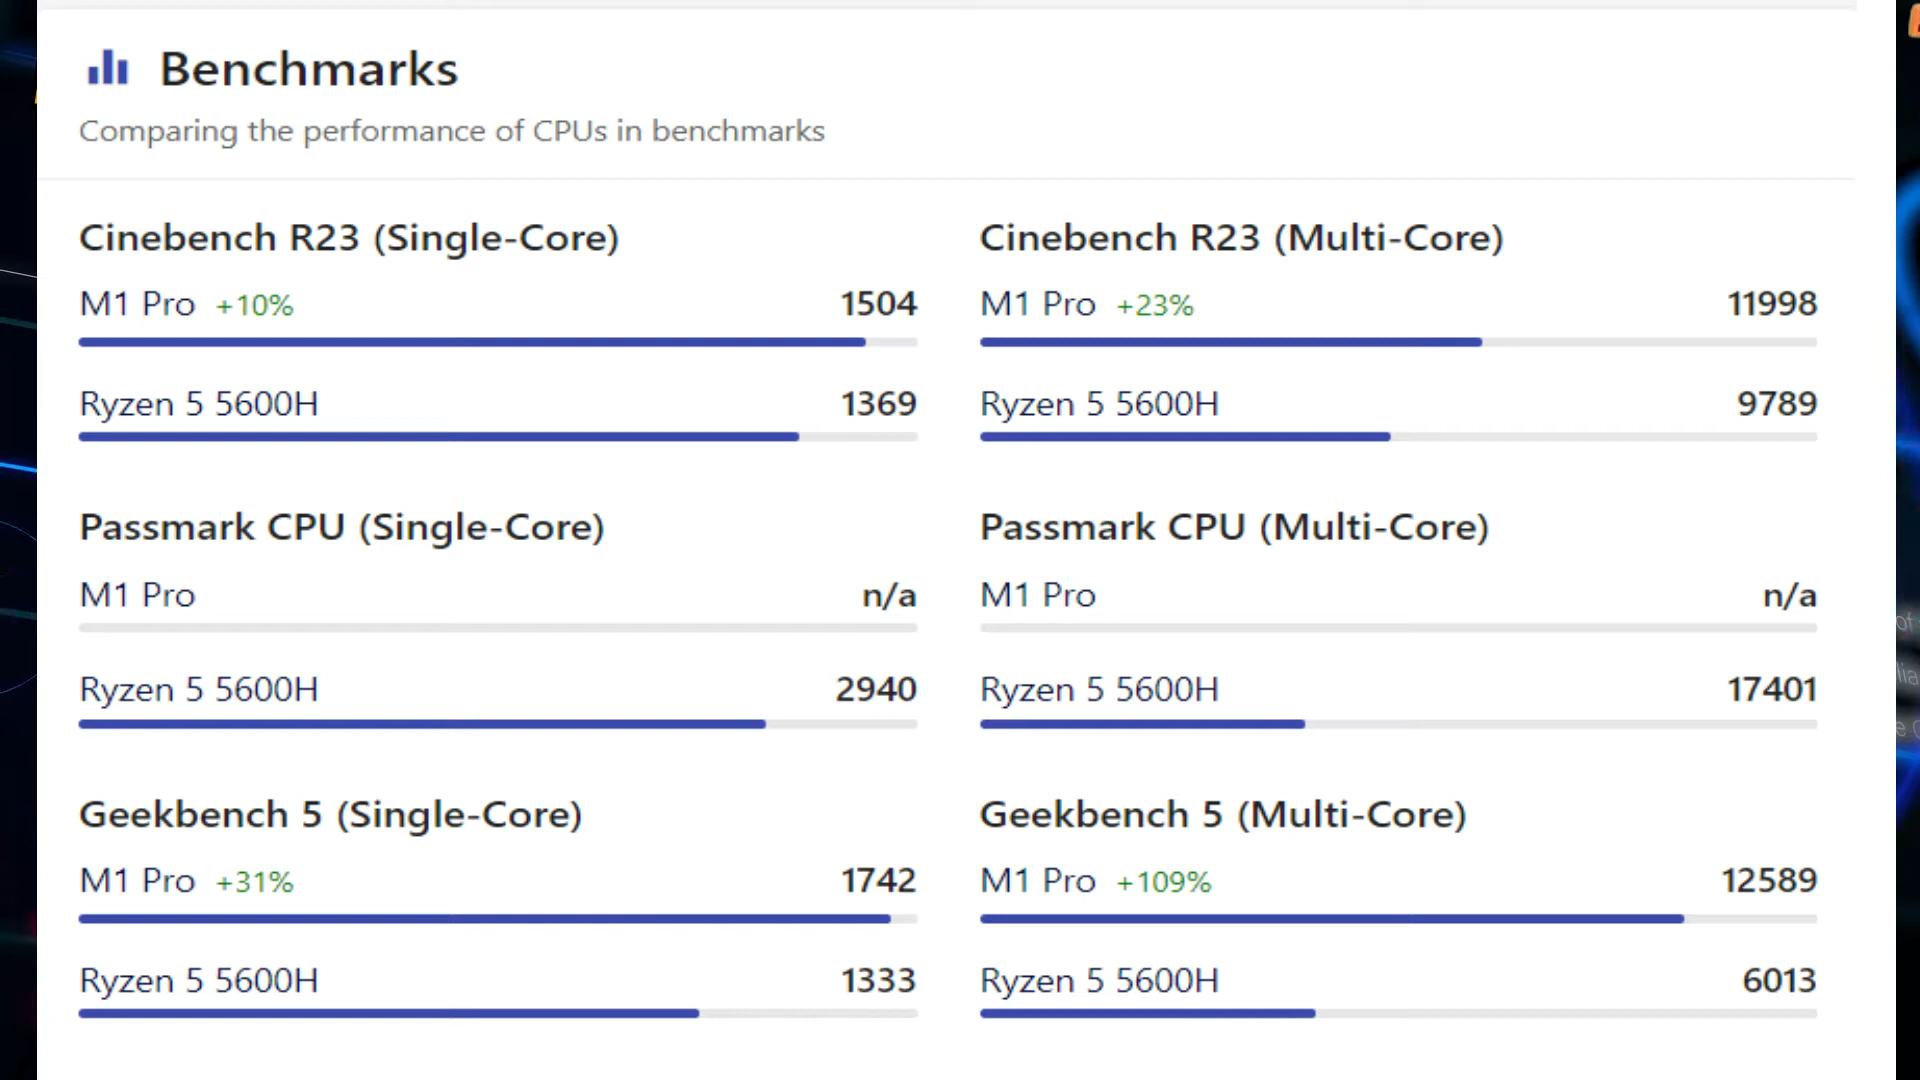 Benchmarks
Comparing the performance of CPUs in benchmarks
Cinebench R23 (Single-Core)
M1 Pro +10% 1504
Ryzen 5 5600H 1369
Cinebench R23 (Multi-Core)
M1 Pro +23% 11998
Ryzen 5 5600H 9789
Passmark CPU (Single-Core)
M1 Pro n/a
Ryzen 5 5600H 2940
Passmark CPU (Multi-Core)
M1 Pro n/a
Ryzen 5 5600H 17401
Geekbench 5 (Single-Core)
M1 Pro +31% 1742
Ryzen 5 5600H 1333
Geekbench 5 (Multi-Core)
M1 Pro +109% 12589
Ryzen 5 5600H 6013
of